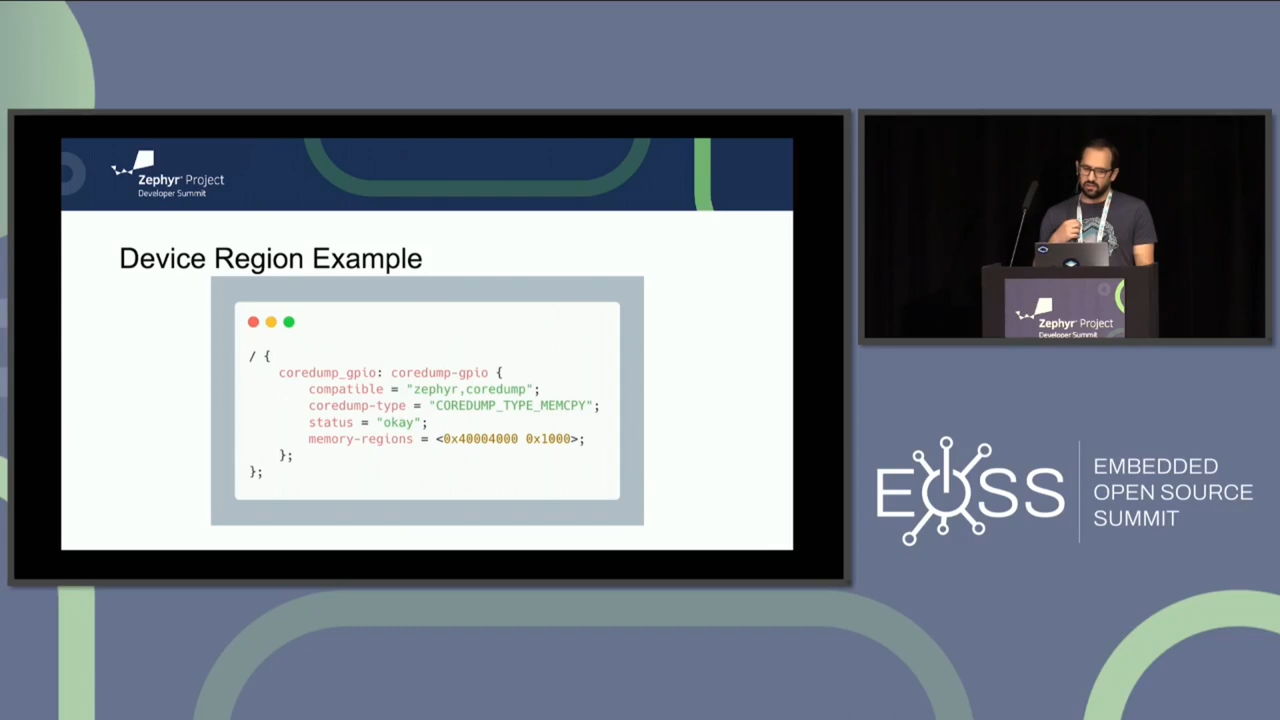 Zephyr® Project
Developer Summit
Device Region Example
/ {
coredump_gpio: coredump-gpio {
compatible = "zephyr,coredump";
coredump-type = "COREDUMP_TYPE_MEMCPY";
status = "okay";
memory-regions = <0x40004000 0x1000>;
};
};
Zephyr® Project
Developer Summit
EOSS
EMBEDDED
OPEN SOURCE
SUMMIT